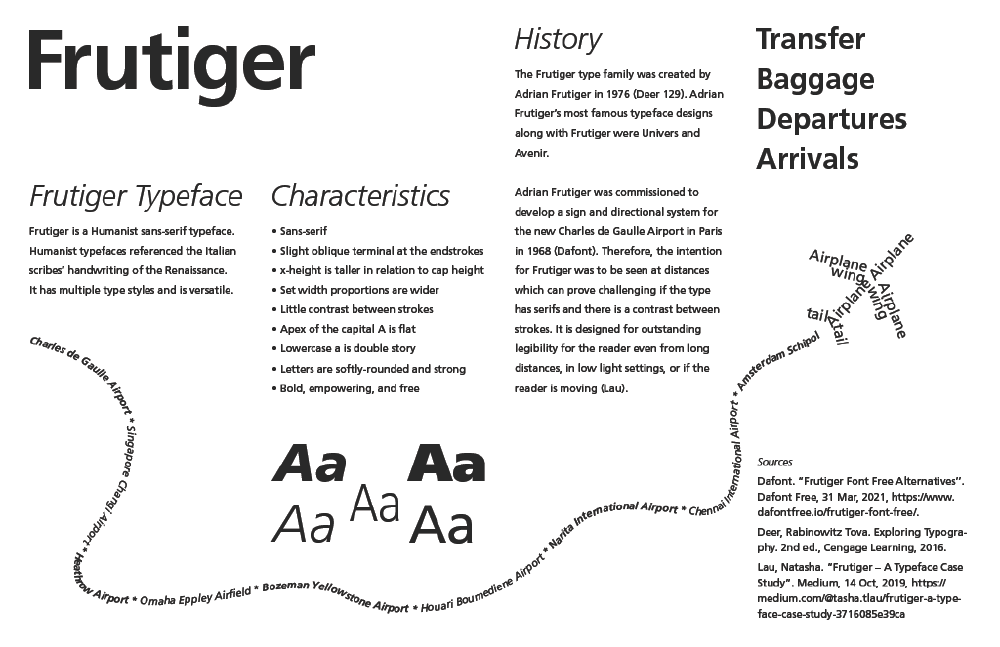 Frutiger
Frutiger Typeface
Frutiger is a Humanist sans-serif typeface.
Humanist typefaces referenced the Italian
scribes' handwriting of the Renaissance.
It has multiple type styles and is versatile.
Characteristics
• Sans-serif
• Slight oblique terminal at the endstrokes
• x-height is taller in relation to cap height
• Set width proportions are wider
• Little contrast between strokes
• Apex of the capital A is flat
• Lowercase a is double story
• Letters are softly-rounded and strong
• Bold, empowering, and free
Aa
Aa
Aa
Aa
Aa
History
The Frutiger type family was created by
Adrian Frutiger in 1976 (Deer 129). Adrian
Frutiger's most famous typeface designs
along with Frutiger were Univers and
Avenir.
Adrian Frutiger was commissioned to
develop a sign and directional system for
the new Charles de Gaulle Airport in Paris
in 1968 (Dafont). Therefore, the intention
for Frutiger was to be seen at distances
which can prove challenging if the type
has serifs and there is a contrast between
strokes. It is designed for outstanding
legibility for the reader even from long
distances, in low light settings, or if the
reader is moving (Lau).
Transfer
Baggage
Departures
Arrivals
Charles de Gaulle Airport * Singapore Changi Airport * Heathrow Airport * Omaha Eppley Airfield * Bozeman Yellowstone Airport * Houari Boumediene Airport * Narita International Airport * Chennai International Airport * Amsterdam Schipol
Airplane Airplane
Airplane
wing
Airplane
wing
tail
tail
Sources
Dafont. "Frutiger Font Free Alternatives".
Dafont Free, 31 Mar, 2021, https://www.
dafontfree.io/frutiger-font-free/.
Deer, Rabinowitz Tova. Exploring Typogra-
phy. 2nd ed., Cengage Learning, 2016.
Lau, Natasha. "Frutiger – A Typeface Case
Study". Medium, 14 Oct, 2019, https://
medium.com/@tasha.tlau/frutiger-a-type-
face-case-study-3716085e39ca